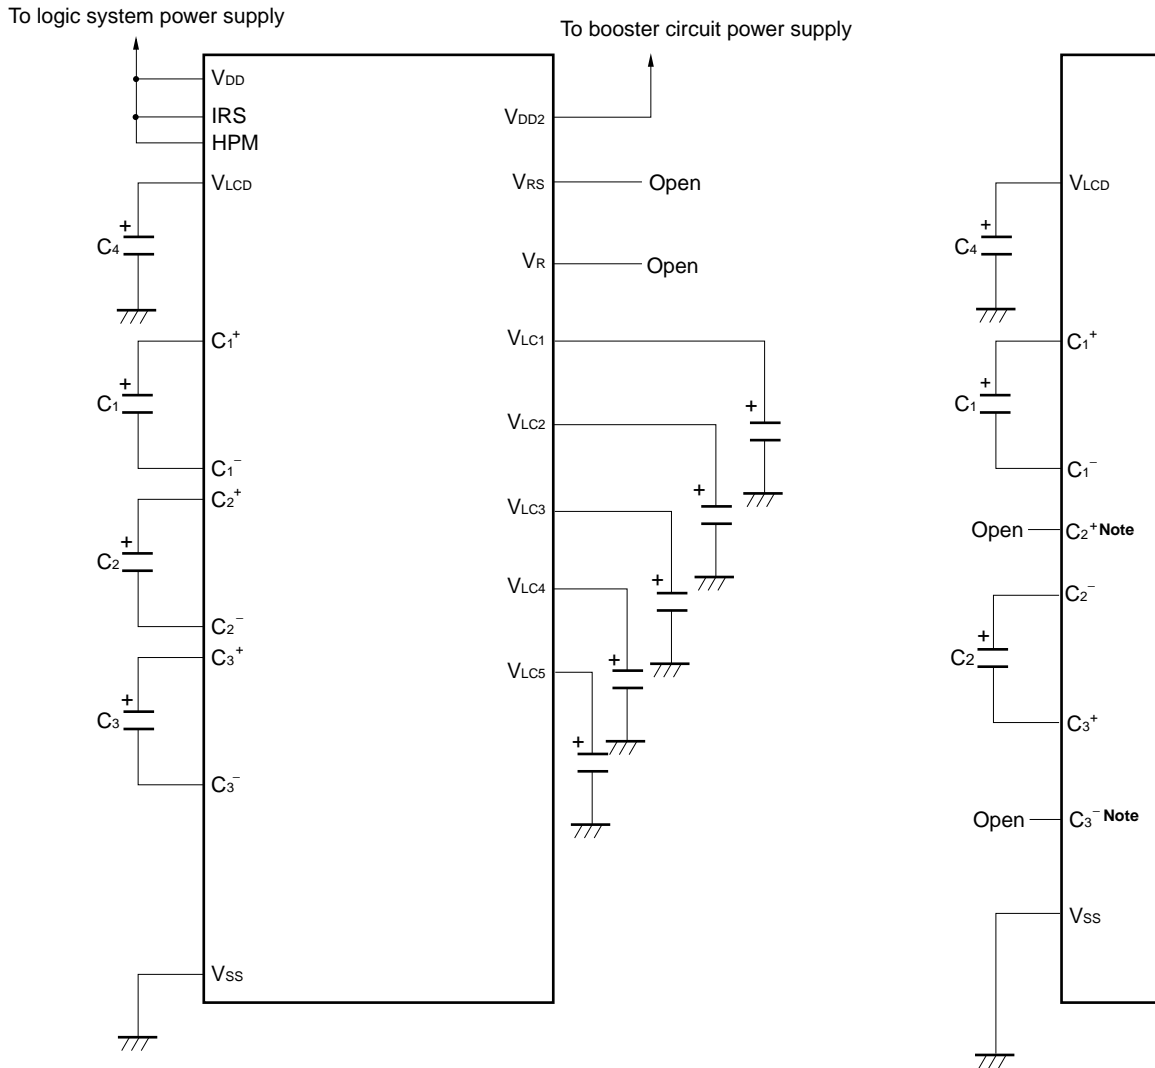 To logic system power supply
To booster circuit power supply
VDD
IRS
HPM
VLCD
+
C4
C1+
+
C1
C1−
C2+
+
C2
C2−
C3+
+
C3
C3−
VSS
VDD2
VRS
Open
VR
Open
VLC1
+
VLC2
+
VLC3
+
VLC4
+
VLC5
+
VLCD
+
C4
C1+
+
C1
C1−
Open
C2+ Note
C2−
+
C2
C3+
Open
C3− Note
VSS